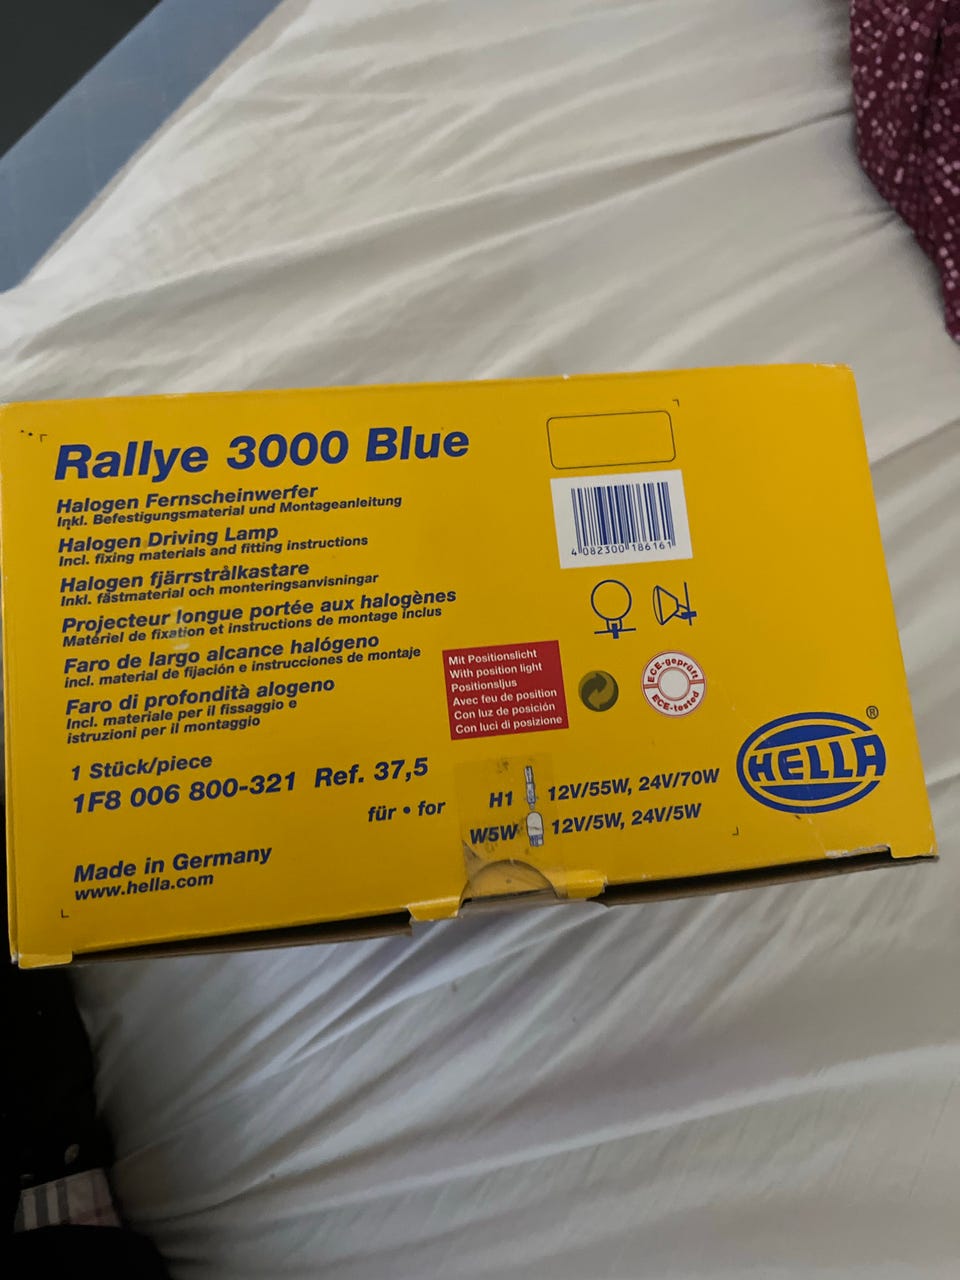 Rallye 3000 Blue
Halogen Fernscheinwerfer
Inkl. Befestigungsmaterial und Montageanleitung
Halogen Driving Lamp
Incl. fixing materials and fitting instructions
Halogen fjärrstrålkastare
Inkl. fästmaterial och monteringsanvisningar
Projecteur longue portée aux halogènes
Matériel de fixation et instructions de montage inclus
Faro de largo alcance halógeno
incl. material de fijación e instrucciones de montaje
Faro di profondità alogeno
Incl. materiale per il fissaggio e
istruzioni per il montaggio
1 Stück/piece
1F8 006 800-321 Ref. 37,5
für • for
H1 12V/55W, 24V/70W
W5W 12V/5W, 24V/5W
Made in Germany
www.hella.com
4 082300 186161
Mit Positionslicht
With position light
Positionsljus
Avec feu de position
Con luz de posición
Con luci di posizione
ECE-geprüft
ECE-tested
HELLA®